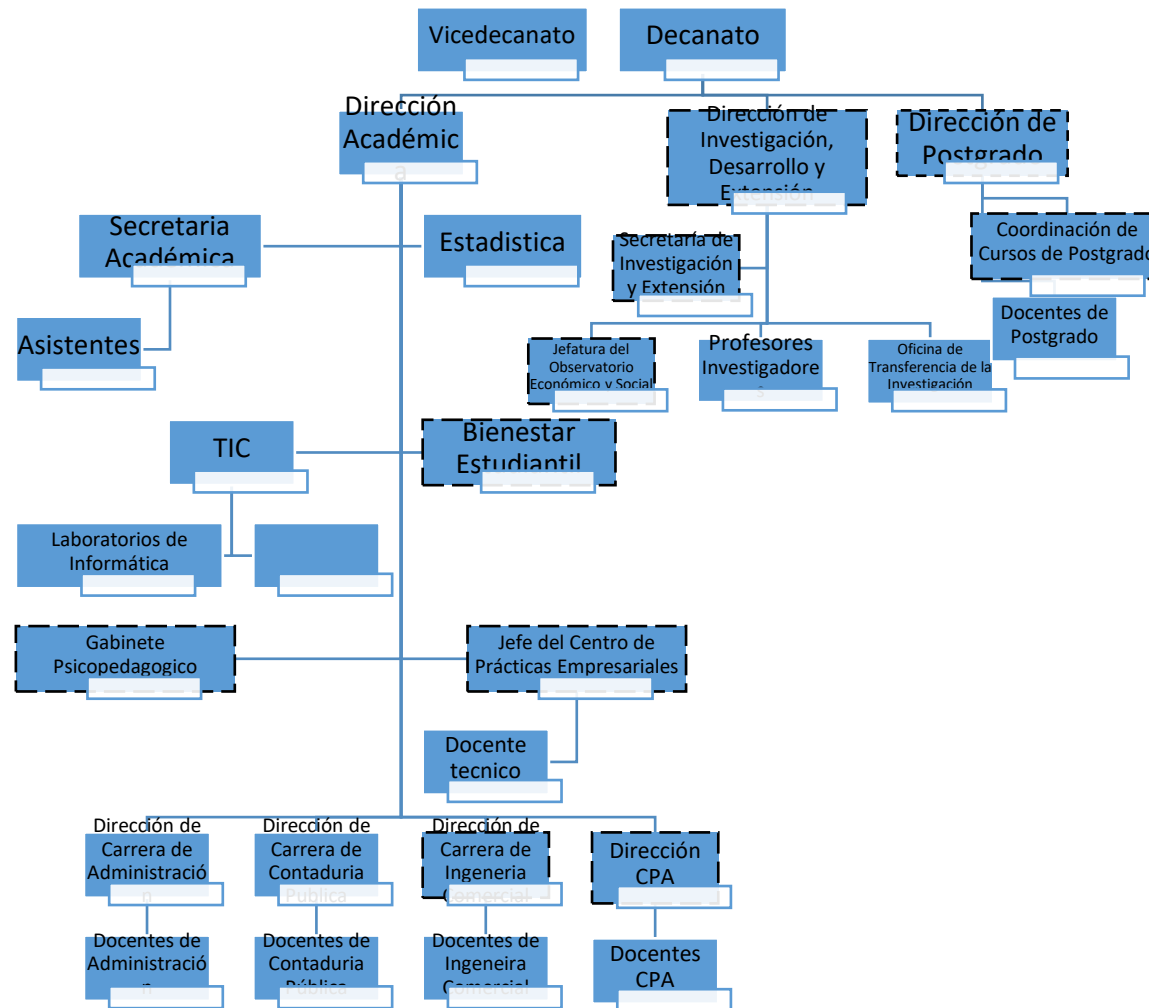 Vicedecanato
Decanato
Dirección
Académic
a
Dirección de
Investigación,
Desarrollo y
Extensión
Dirección de
Postgrado
Secretaria
Académica
Estadistica
Secretaría de
Investigación
y Extensión
Coordinación de
Cursos de Postgrado
Asistentes
Jefatura del
Observatorio
Económico y Social
Profesores
Investigadore
s
Oficina de
Transferencia de la
Investigación
Docentes de
Postgrado
TIC
Bienestar
Estudiantil
Laboratorios de
Informática
Gabinete
Psicopedagogico
Jefe del Centro de
Prácticas Empresariales
Docente
tecnico
Dirección de
Carrera de
Administració
n
Dirección de
Carrera de
Contaduria
Publica
Dirección de
Carrera de
Ingeneria
Comercial
Dirección
CPA
Docentes de
Administració
n
Docentes de
Contaduria
Pública
Docentes de
Ingeneira
Comercial
Docentes
CPA